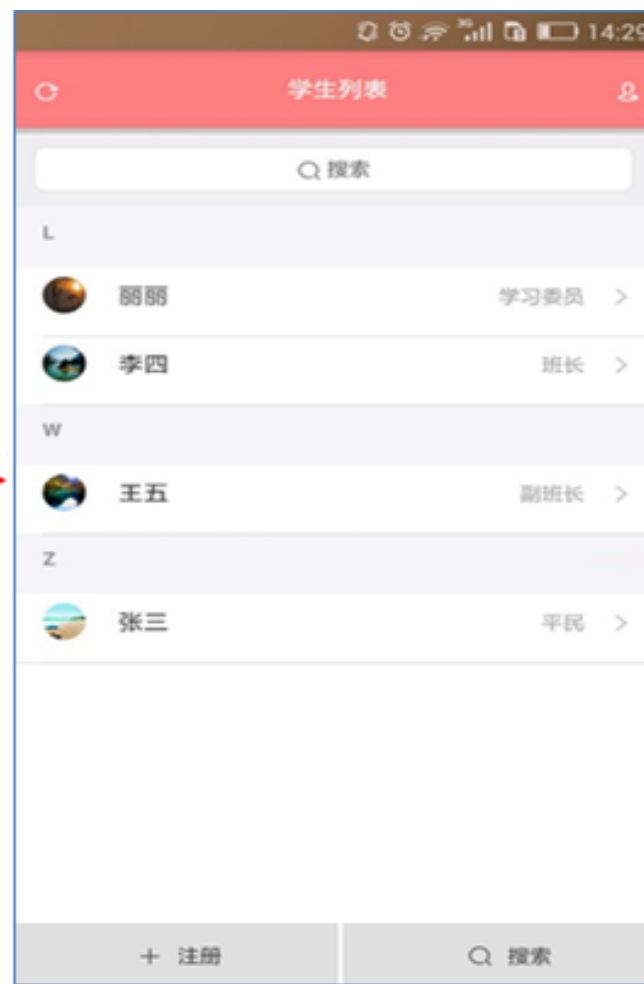 3G 14:29
学生列表
搜索
L
丽丽 学习委员
李四 班长
W
王五 副班长
Z
张三 平民
注册 搜索